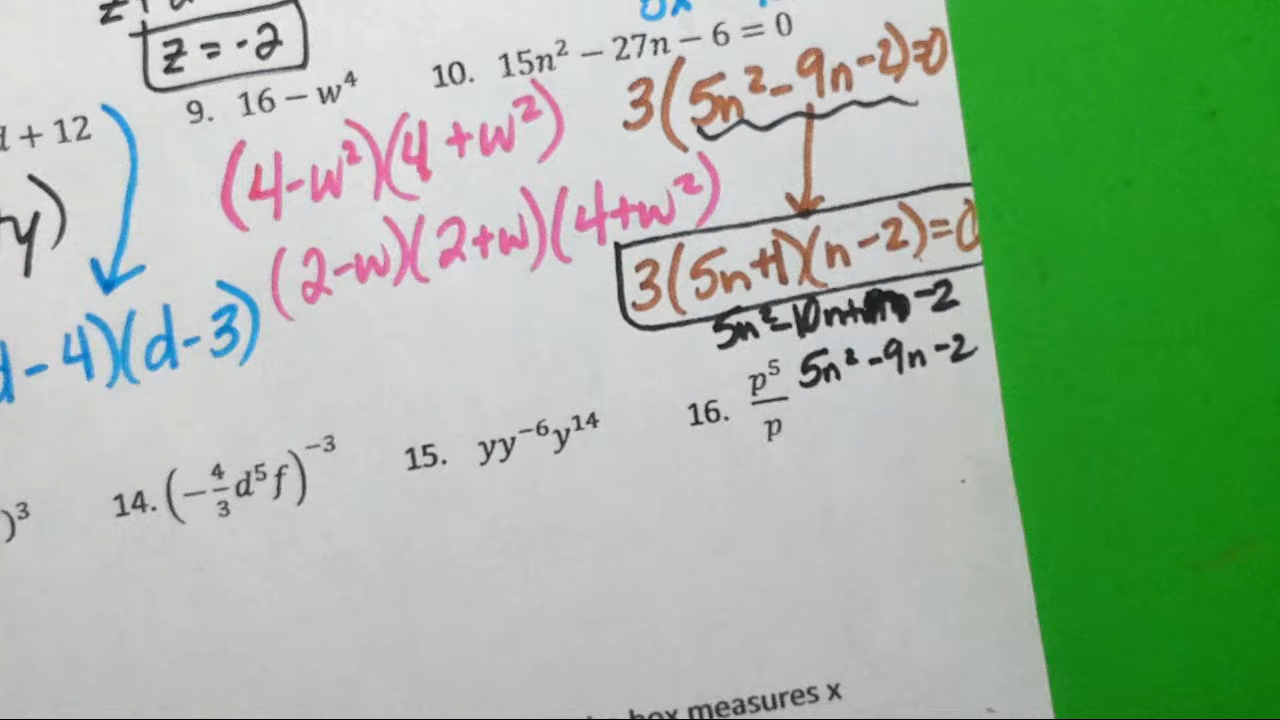 z = -2
10. 15n² − 27n − 6 = 0
9. 16 − w⁴
3(5n²-9n-2)=0
+ 12
(4-w²)(4+w²)
y)
(2-w)(2+w)(4+w²)
3(5n+1)(n-2)=0
-4)(d-3)
5n²-10n+ -2
5n²-9n-2
)³
14. (−4/3 d⁵f)⁻³
15. yy⁻⁶y¹⁴
16. p⁵/p
box measures x